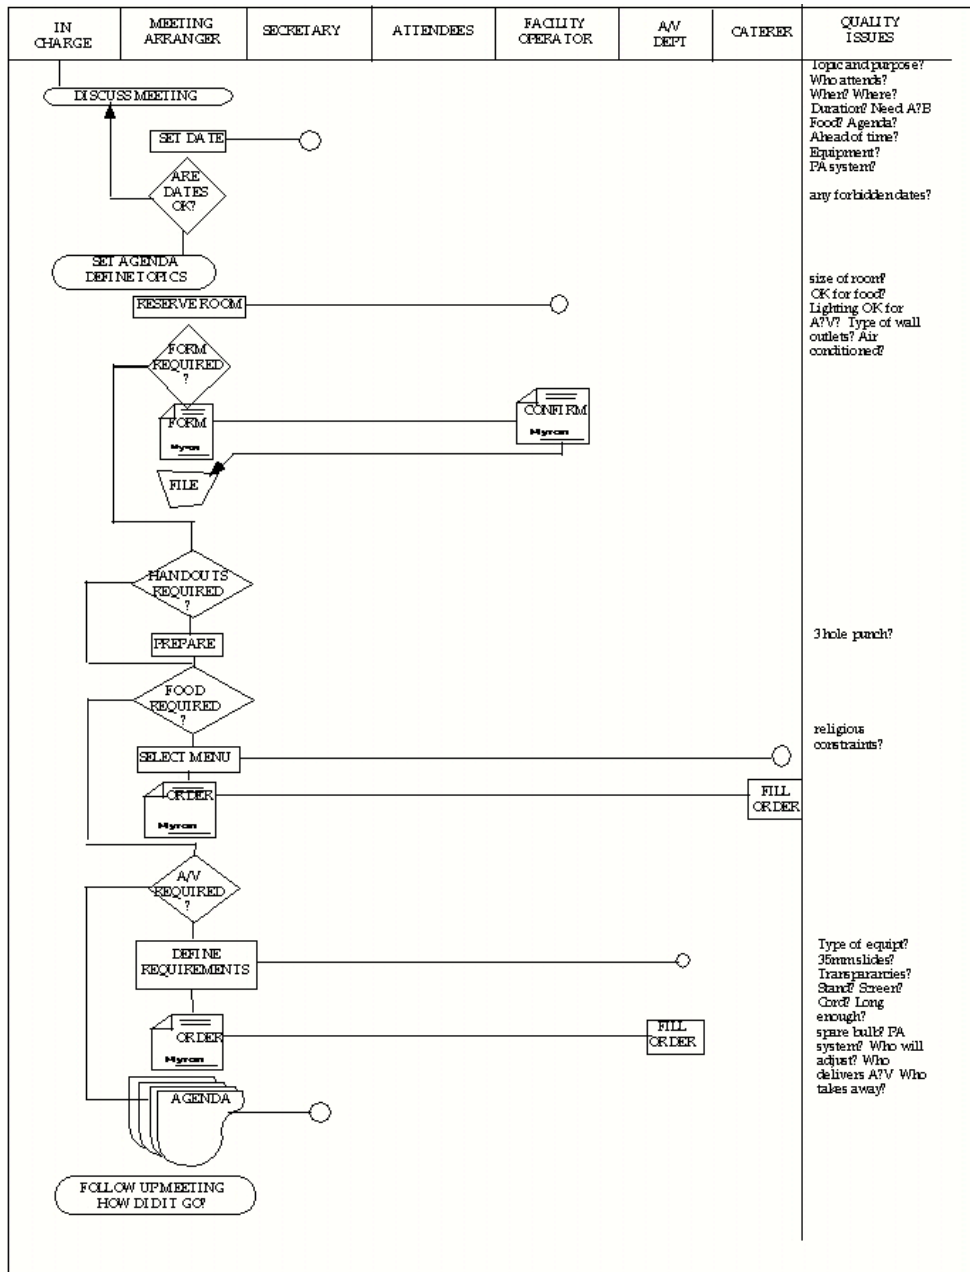 IN
CHARGE
MEETING
ARRANGER
SECRETARY
ATTENDEES
FACILITY
OPERATOR
A/V
DEPT
CATERER
QUALITY
ISSUES
Topic and purpose?
Who attends?
When? Where?
Duration? Need A?B
Food? Agenda?
Ahead of time?
Equipment?
PA system?
any forbidden dates?
DISCUSS MEETING
SET DATE
ARE
DATES
OK?
SET AGENDA
DEFINE TOPICS
RESERVE ROOM
size of room?
OK for food?
Lighting OK for
A?V? Type of wall
outlets? Air
conditioned?
FORM
REQUIRED
?
FORM
Myron
CONFIRM
Myron
FILE
HANDOUTS
REQUIRED
?
PREPARE
3 hole punch?
FOOD
REQUIRED
?
SELECT MENU
religious
constraints?
ORDER
Myron
FILL
ORDER
A/V
REQUIRED
?
DEFINE
REQUIREMENTS
Type of equipt?
35mm slides?
Transparancies?
Stand? Screen?
Cord? Long
enough?
spare bulb? PA
system? Who will
adjust? Who
delivers A?V Who
takes away?
ORDER
Myron
FILL
ORDER
AGENDA
FOLLOW UP MEETING
HOW DID IT GO?